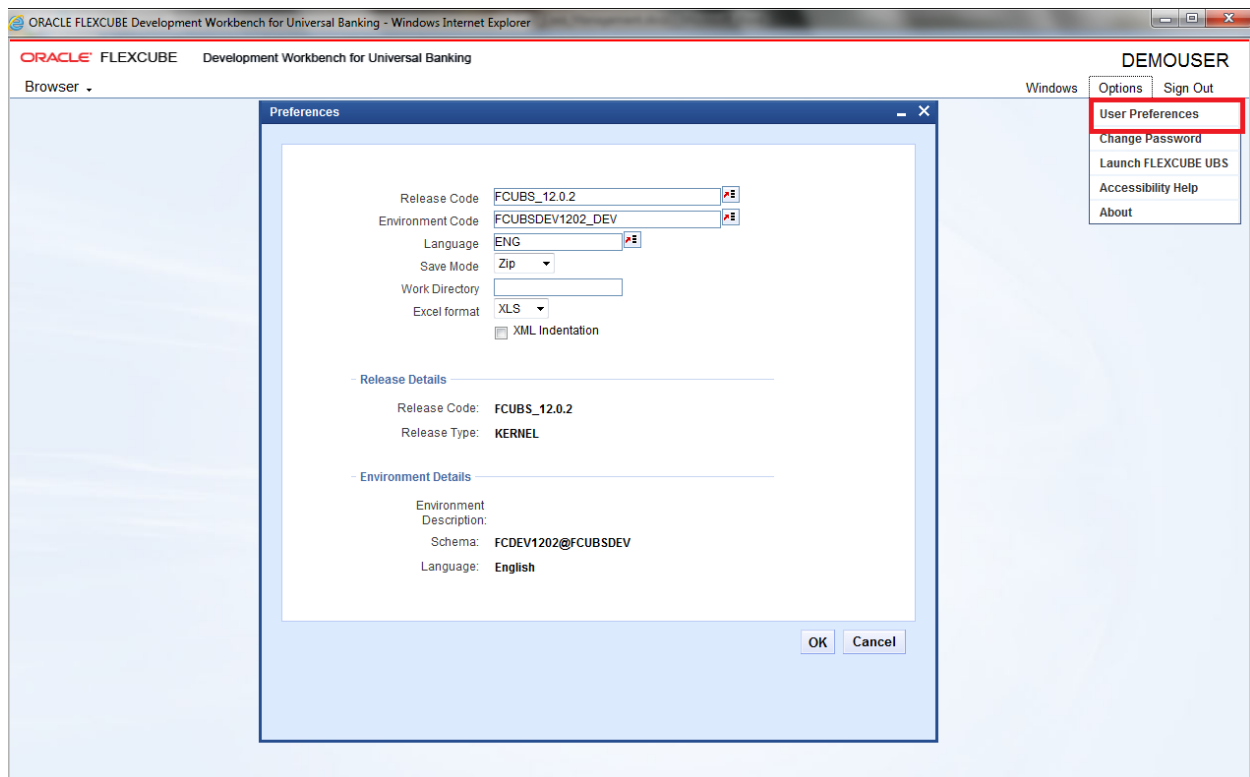 ORACLE FLEXCUBE Development Workbench for Universal Banking - Windows Internet Explorer
ORACLE FLEXCUBE Development Workbench for Universal Banking
DEMOUSER
Browser
Windows Options Sign Out
User Preferences
Change Password
Launch FLEXCUBE UBS
Accessibility Help
About
Preferences
Release Code FCUBS_12.0.2
Environment Code FCUBSDEV1202_DEV
Language ENG
Save Mode Zip
Work Directory
Excel format XLS
XML Indentation
Release Details
Release Code: FCUBS_12.0.2
Release Type: KERNEL
Environment Details
Environment
Description:
Schema: FCDEV1202@FCUBSDEV
Language: English
OK Cancel